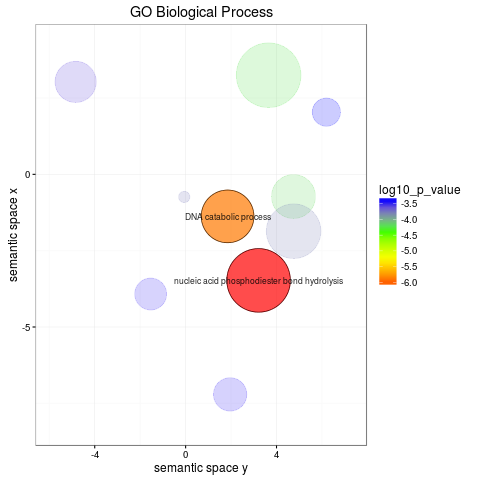 GO Biological Process
log10_p_value
-3.5
-4.0
-4.5
-5.0
-5.5
-6.0
semantic space x
0
-5
DNA catabolic process
nucleic acid phosphodiester bond hydrolysis
-4
0
4
semantic space y